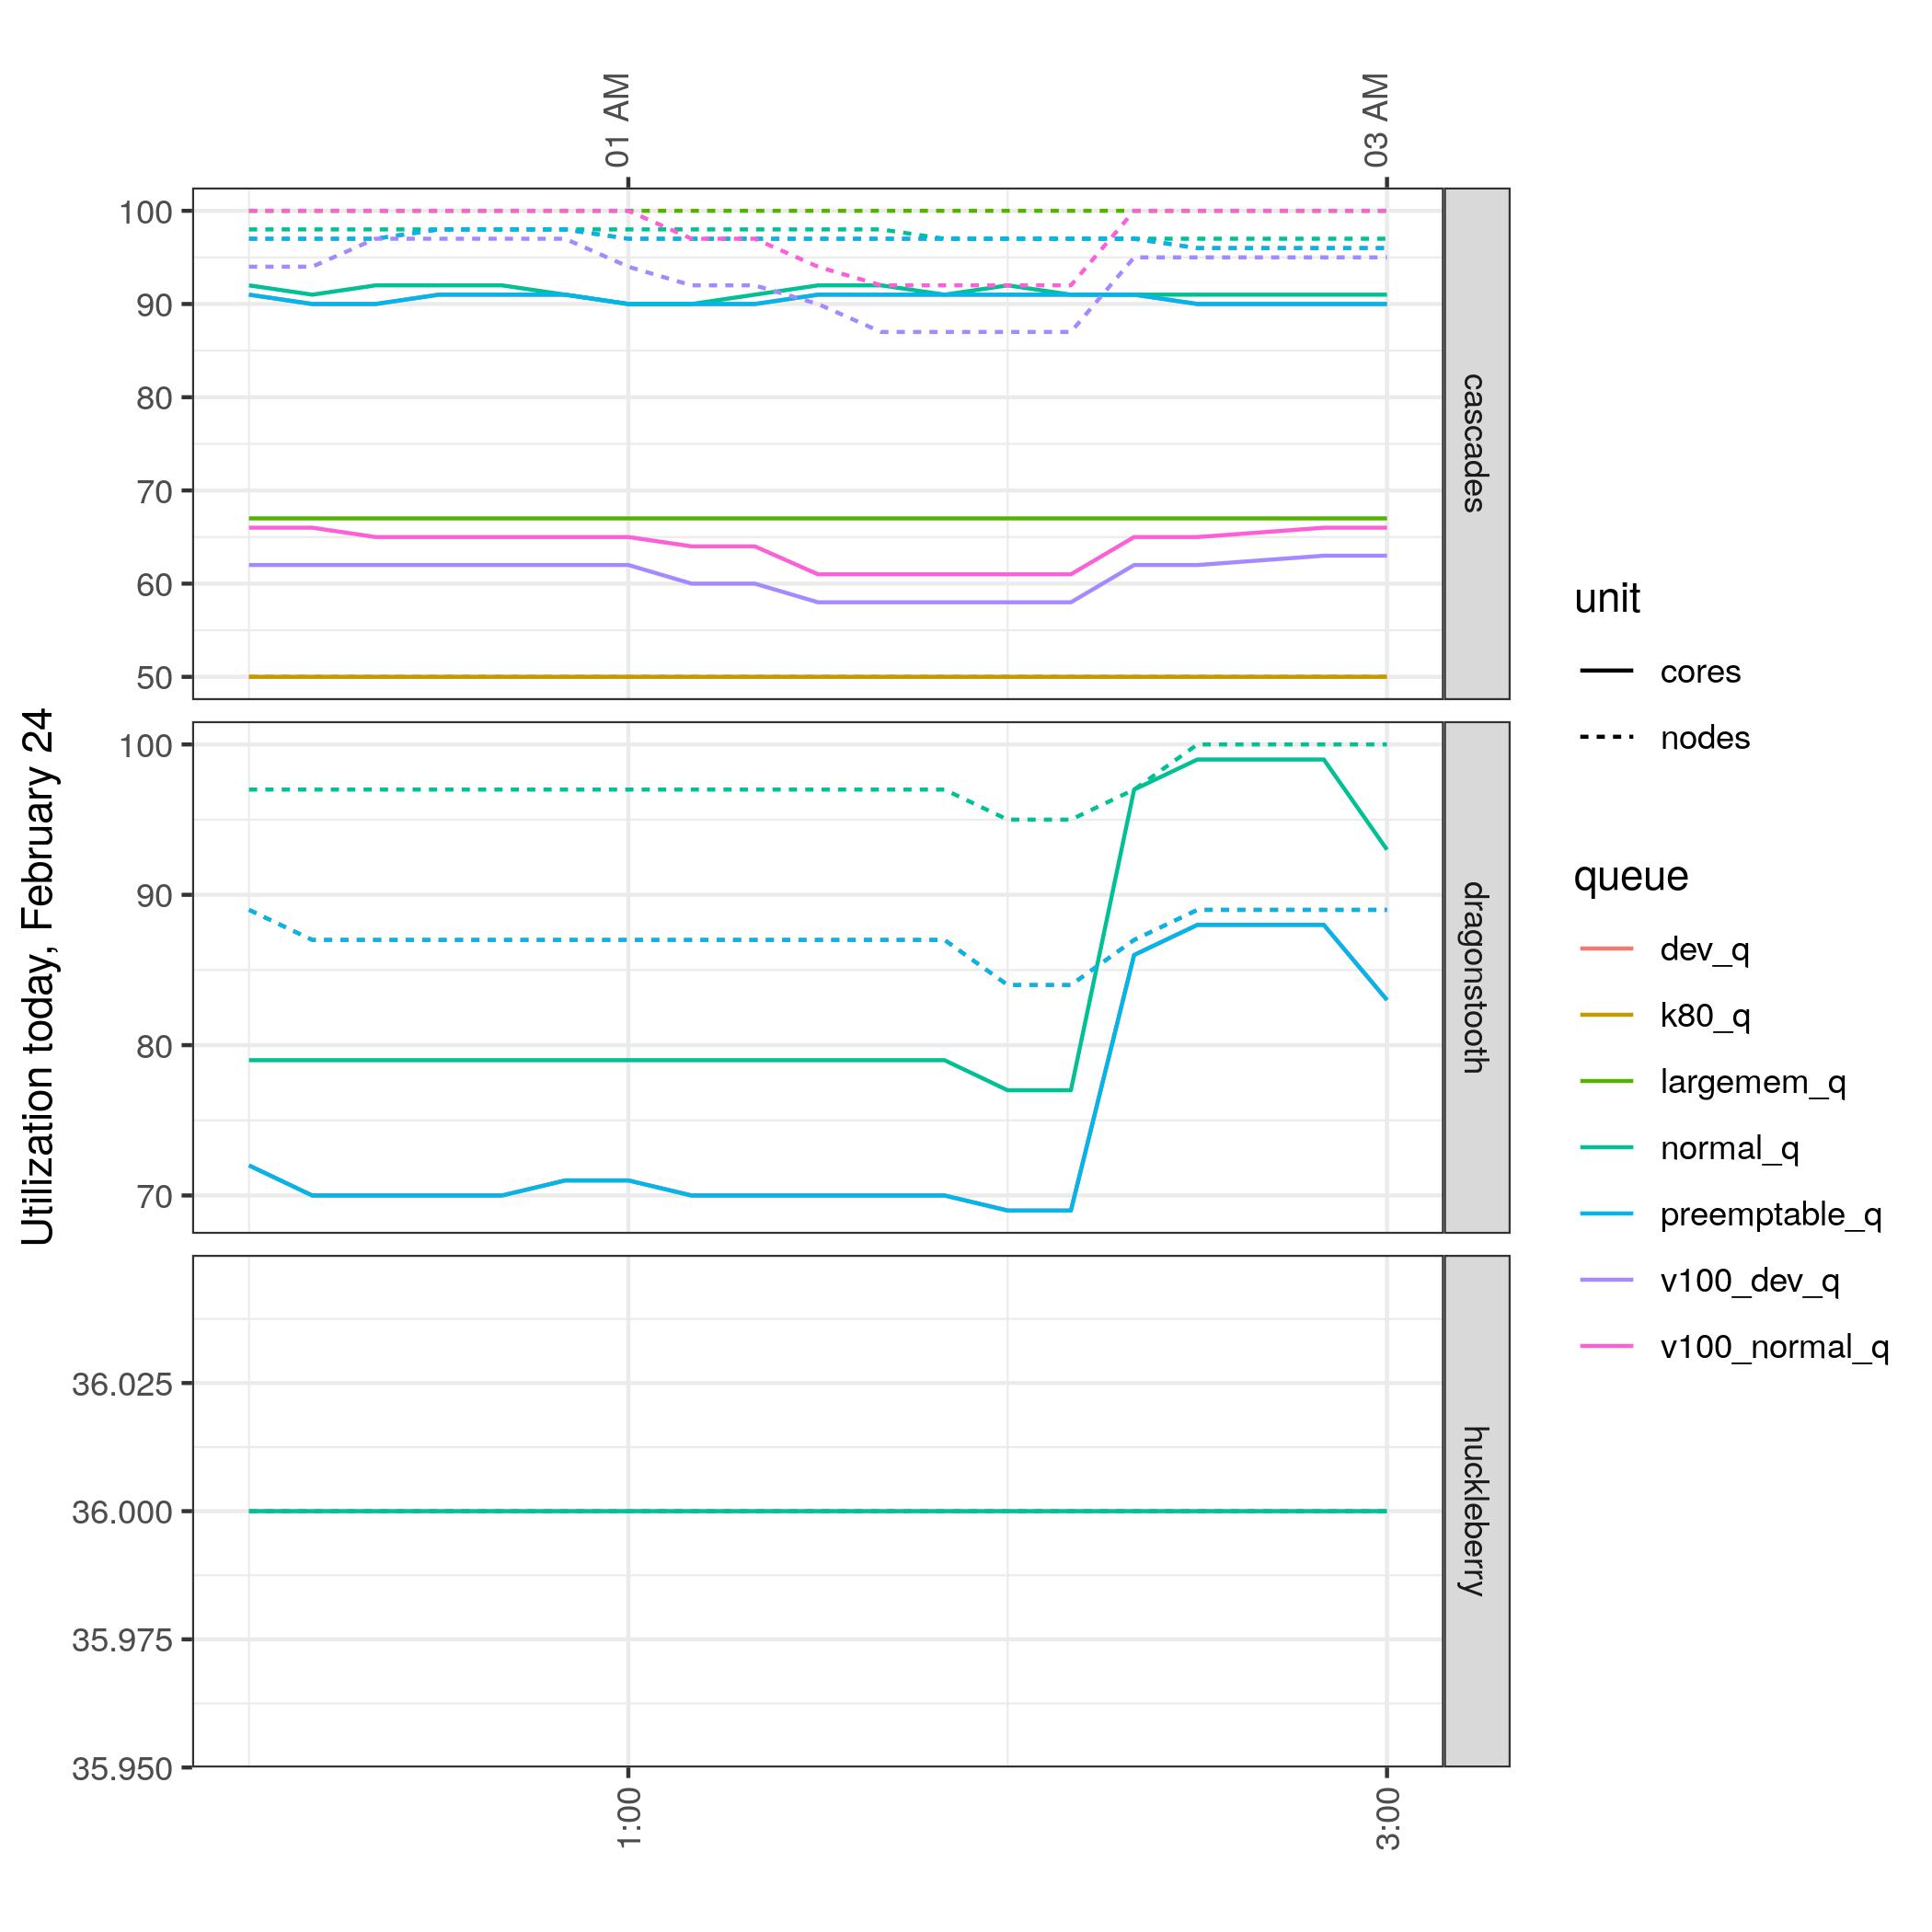 01 AM
03 AM
100
90
80
70
60
50
cascades
100
90
80
70
dragonstooth
36.025
36.000
35.975
35.950
huckleberry
1:00
3:00
Utilization today, February 24
unit
cores
nodes
queue
dev_q
k80_q
largemem_q
normal_q
preemptable_q
v100_dev_q
v100_normal_q